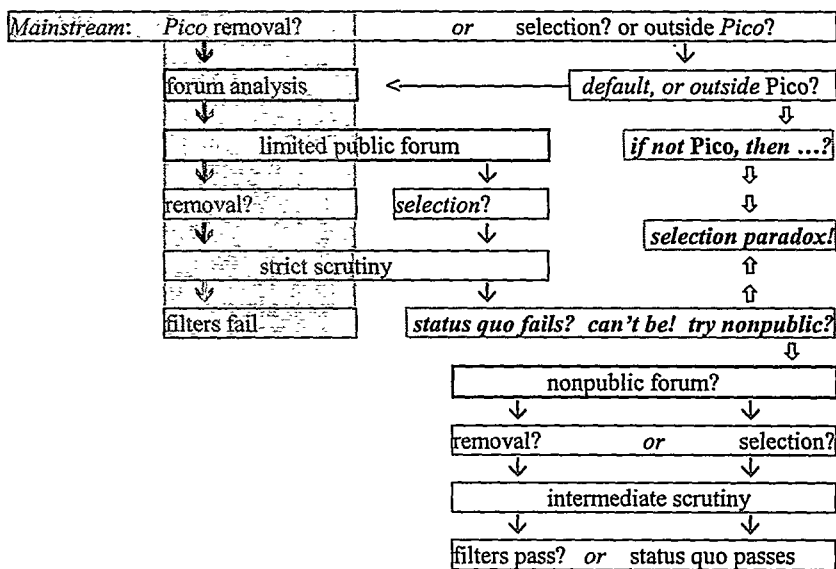 Mainstream: Pico removal? or selection? or outside Pico?
forum analysis default, or outside Pico?
limited public forum if not Pico, then ...?
removal? selection?
selection paradox!
strict scrutiny
filters fail status quo fails? can't be! try nonpublic?
nonpublic forum?
removal? or selection?
intermediate scrutiny
filters pass? or status quo passes